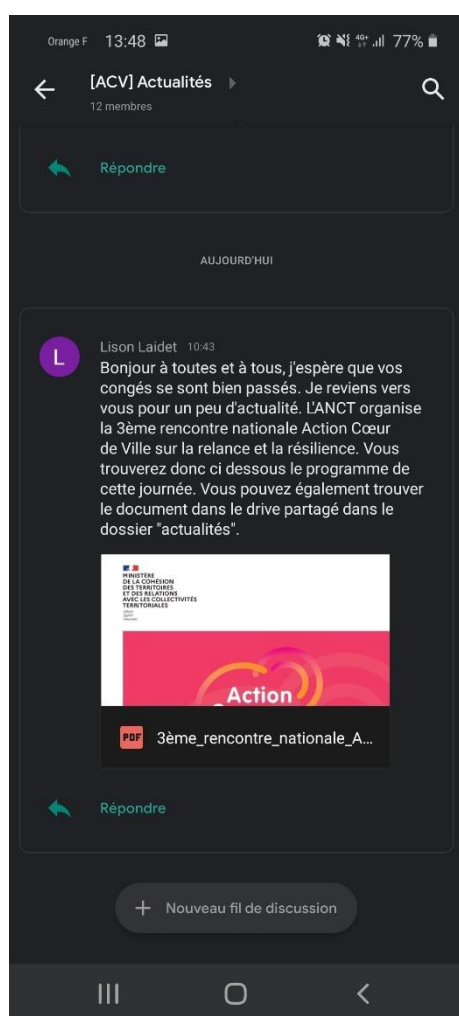 Orange F 13:48 4G+ 77%
[ACV] Actualités
12 membres
Répondre
AUJOURD'HUI
L
Lison Laidet 10:43
Bonjour à toutes et à tous, j'espère que vos
congés se sont bien passés. Je reviens vers
vous pour un peu d'actualité. L'ANCT organise
la 3ème rencontre nationale Action Cœur
de Ville sur la relance et la résilience. Vous
trouverez donc ci dessous le programme de
cette journée. Vous pouvez également trouver
le document dans le drive partagé dans le
dossier "actualités".
MINISTÈRE
DE LA COHÉSION
DES TERRITOIRES
ET DES RELATIONS
AVEC LES COLLECTIVITÉS
TERRITORIALES
Action
PDF 3ème_rencontre_nationale_A...
Répondre
+ Nouveau fil de discussion